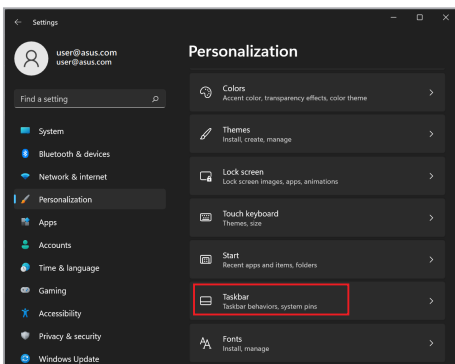 Settings
user@asus.com
user@asus.com
Find a setting
System
Bluetooth & devices
Network & internet
Personalization
Apps
Accounts
Time & language
Gaming
Accessibility
Privacy & security
Windows Update
Personalization
Colors
Accent color, transparency effects, color theme
Themes
Install, create, manage
Lock screen
Lock screen images, apps, animations
Touch keyboard
Themes, size
Start
Recent apps and items, folders
Taskbar
Taskbar behaviors, system pins
Fonts
Install, manage